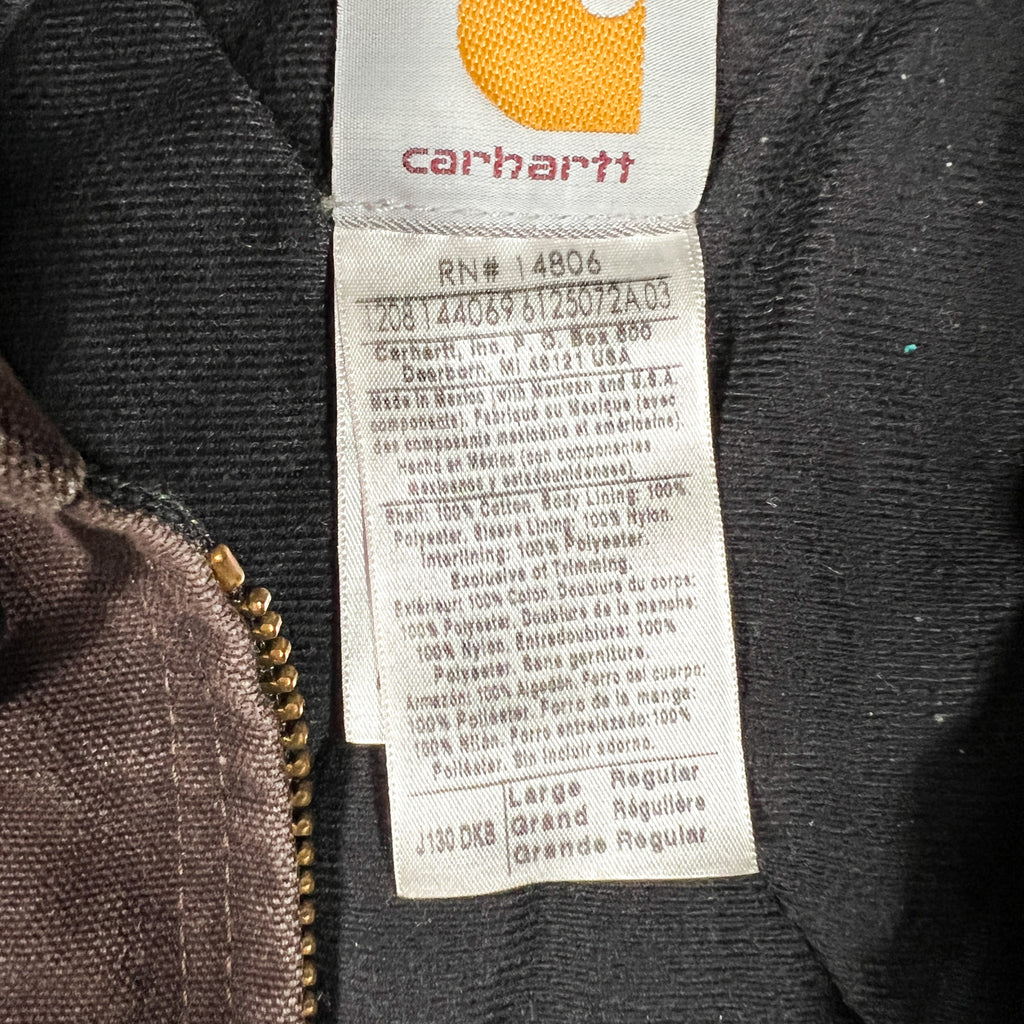 carhartt
RN# 14806
1208144069 6125072A 03
Carhartt, Inc. P. O. Box 600
Dearborn, MI 48121 USA
Made in Mexico (with Mexican and U.S.A.
components). Fabriqué au Mexique (avec
des composants mexicains et américains).
Hecho en México (con componentes
mexicanos y estadounidenses).
Shell: 100% Cotton. Body Lining: 100%
Polyester. Sleeve Lining: 100% Nylon.
Interlining: 100% Polyester.
Exclusive of Trimming.
Extérieur: 100% Coton. Doublure du corps:
100% Polyester. Doublure de la manche:
100% Nylon. Entredoublure: 100%
Polyester. Sans garniture.
Armazón: 100% Algodón. Forro del cuerpo:
100% Poliéster. Forro de la manga:
100% Nilon. Forro entrelazado: 100%
Poliéster. Sin incluir adorno.
J130 DKB
Large Regular
Grand Régulière
Grande Regular